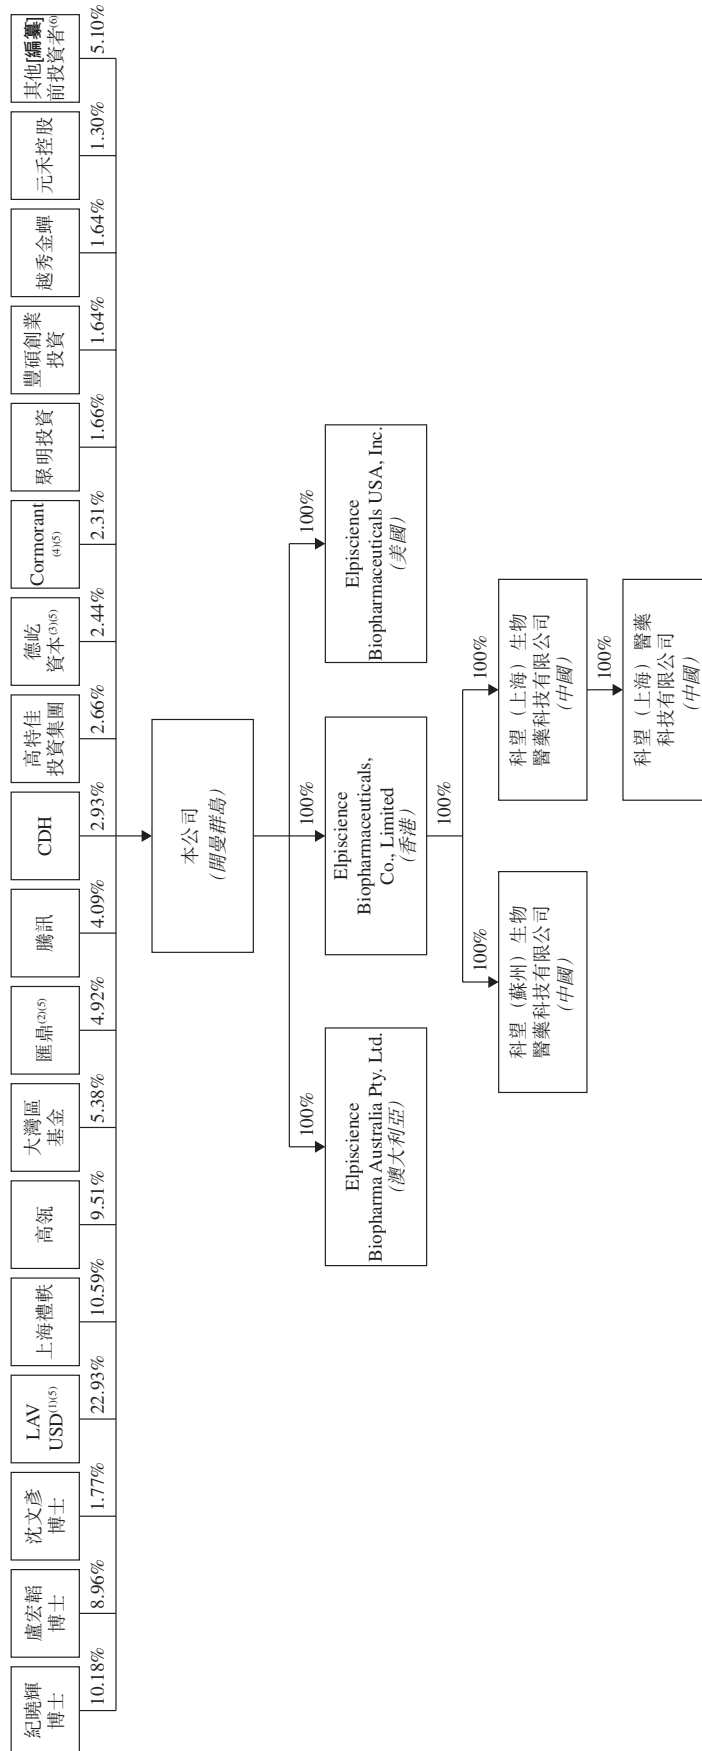 紀曉輝
博士
盧宏韜
博士
沈文彥
博士
LAV
USD(1)(5)
上海禮軼
高瓴
大灣區
基金
匯鼎(2)(5)
騰訊
CDH
高特佳
投資集團
德屹
資本(3)(5)
Cormorant
(4)(5)
聚明投資
豐碩創業
投資
越秀金蟬
元禾控股
其他[編纂]
前投資者(6)
10.18%
8.96%
1.77%
22.93%
10.59%
9.51%
5.38%
4.92%
4.09%
2.93%
2.66%
2.44%
2.31%
1.66%
1.64%
1.64%
1.30%
5.10%
本公司
(開曼群島)
100%
100%
100%
Elpiscience
Biopharma Australia Pty. Ltd.
(澳大利亞)
Elpiscience
Biopharmaceuticals,
Co., Limited
(香港)
Elpiscience
Biopharmaceuticals USA, Inc.
(美國)
100%
100%
100%
科望（蘇州）生物
醫藥科技有限公司
(中國)
科望（上海）生物
醫藥科技有限公司
(中國)
100%
科望（上海）醫藥
科技有限公司
(中國)